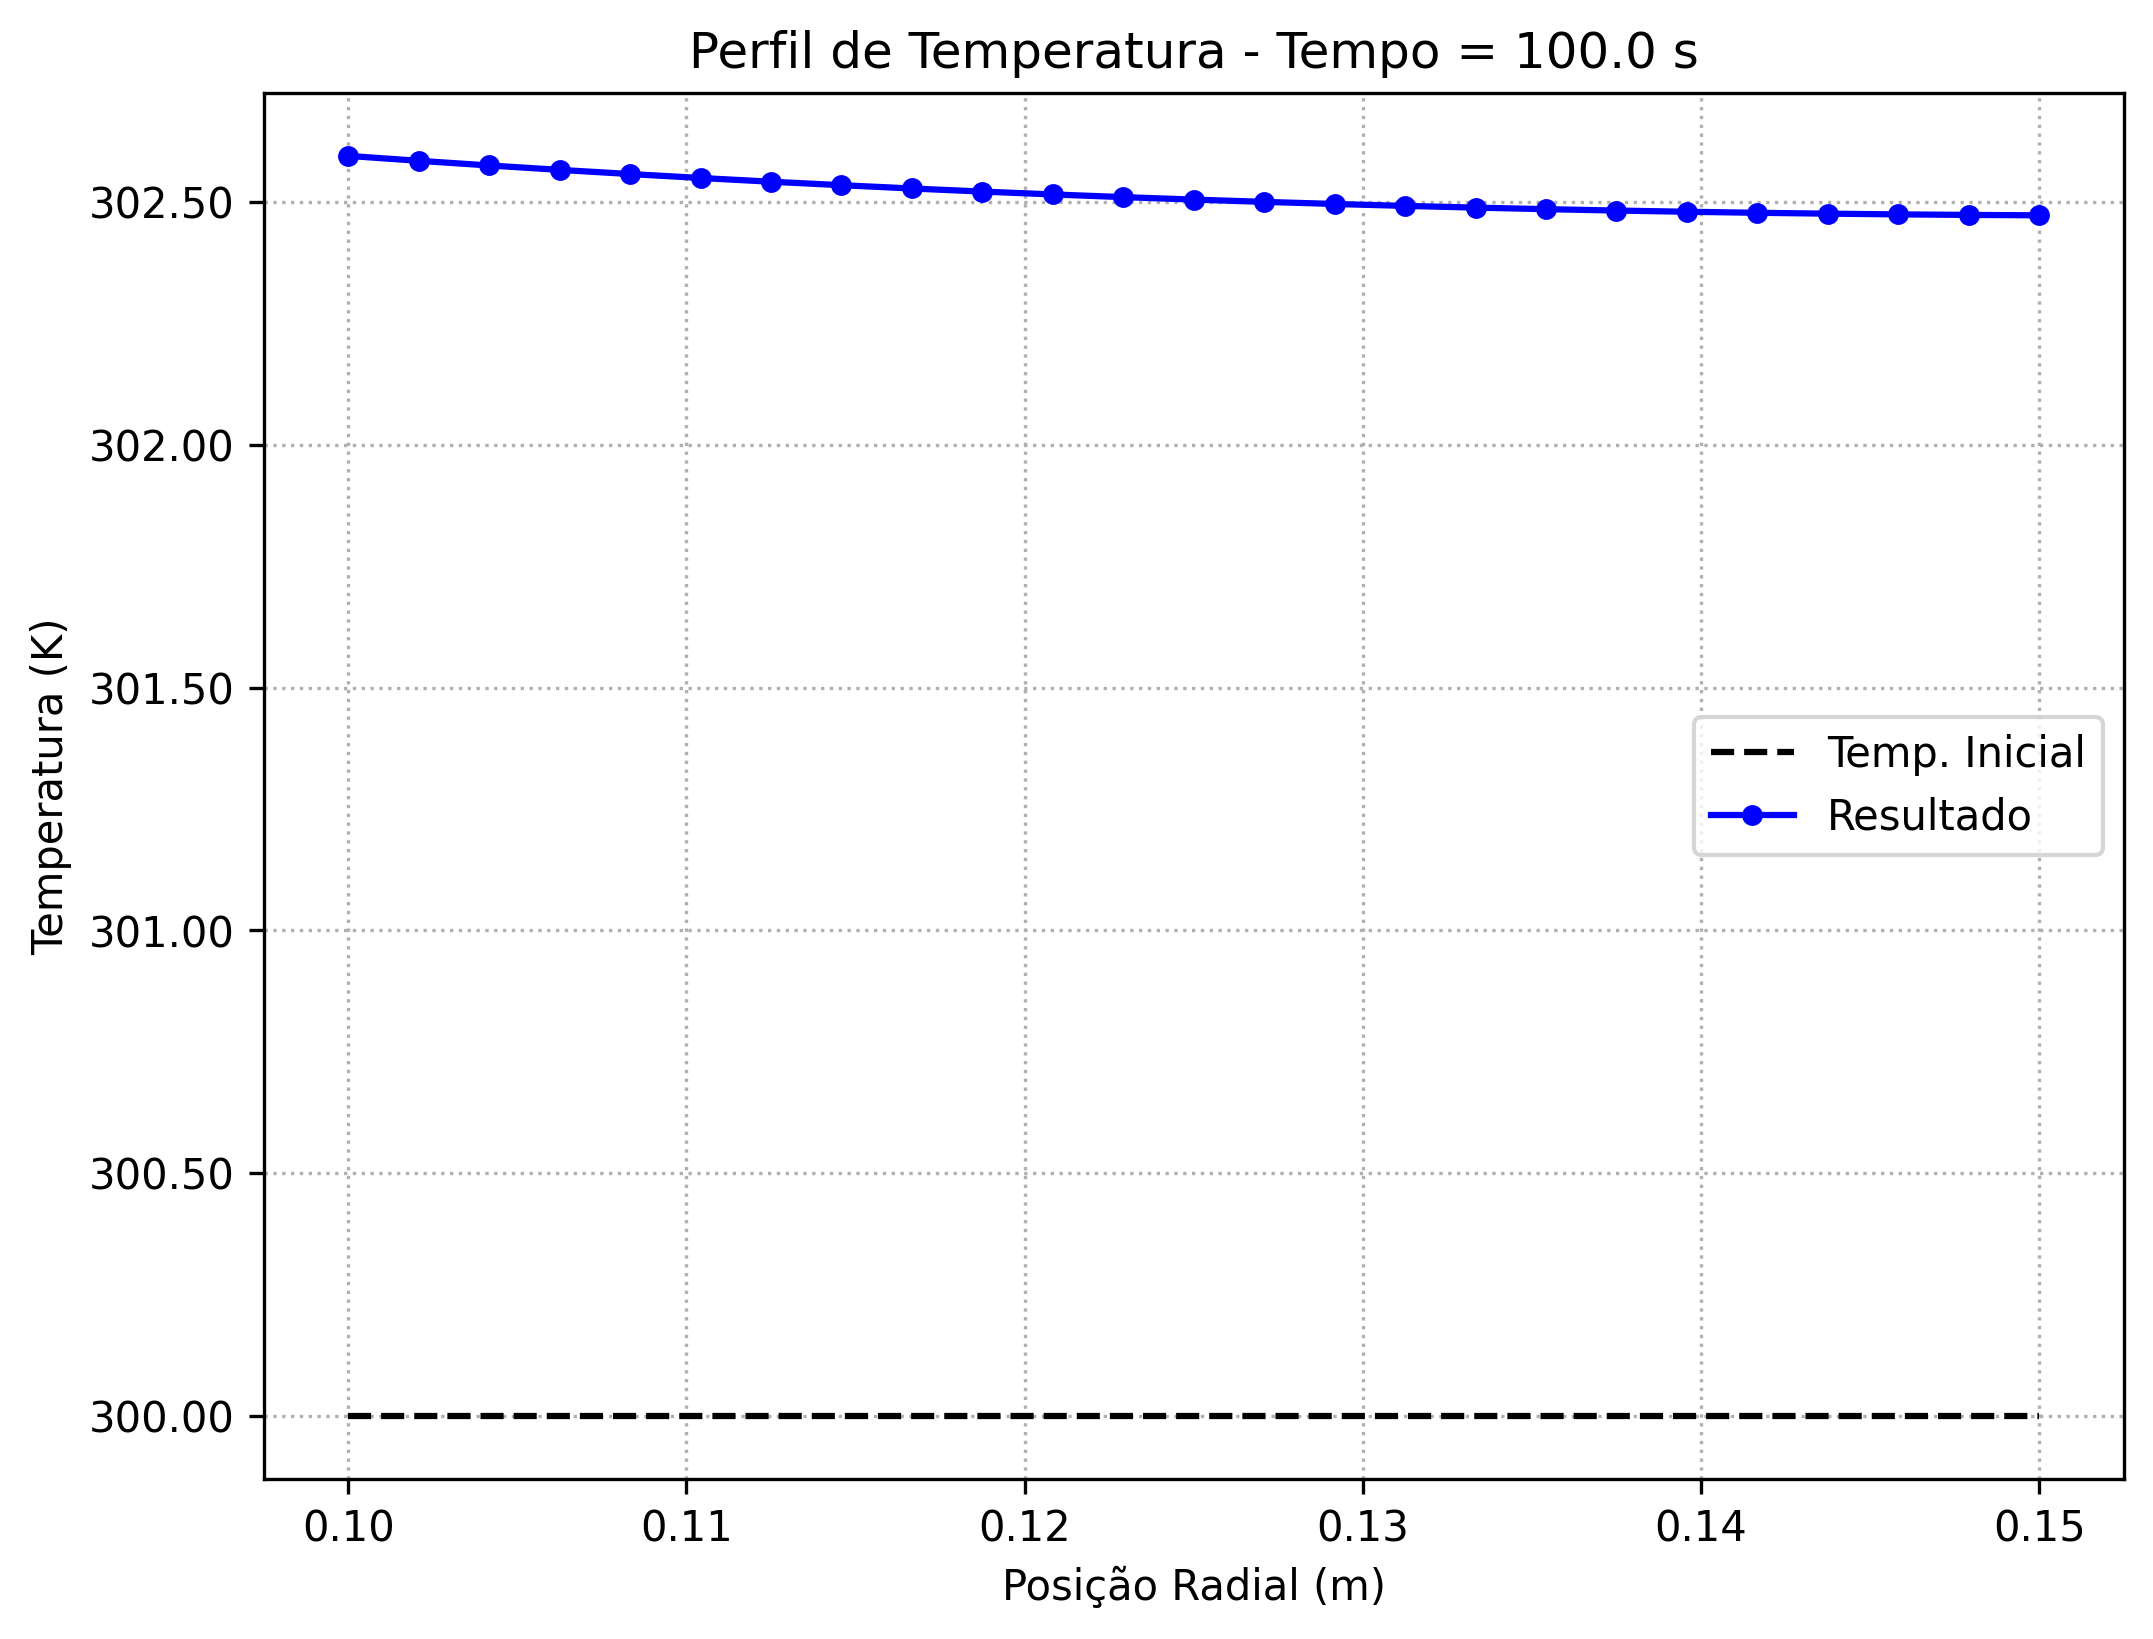 Perfil de Temperatura - Tempo = 100.0 s
Temperatura (K)
302.50
302.00
301.50
301.00
300.50
300.00
Temp. Inicial
Resultado
0.10 0.11 0.12 0.13 0.14 0.15
Posição Radial (m)